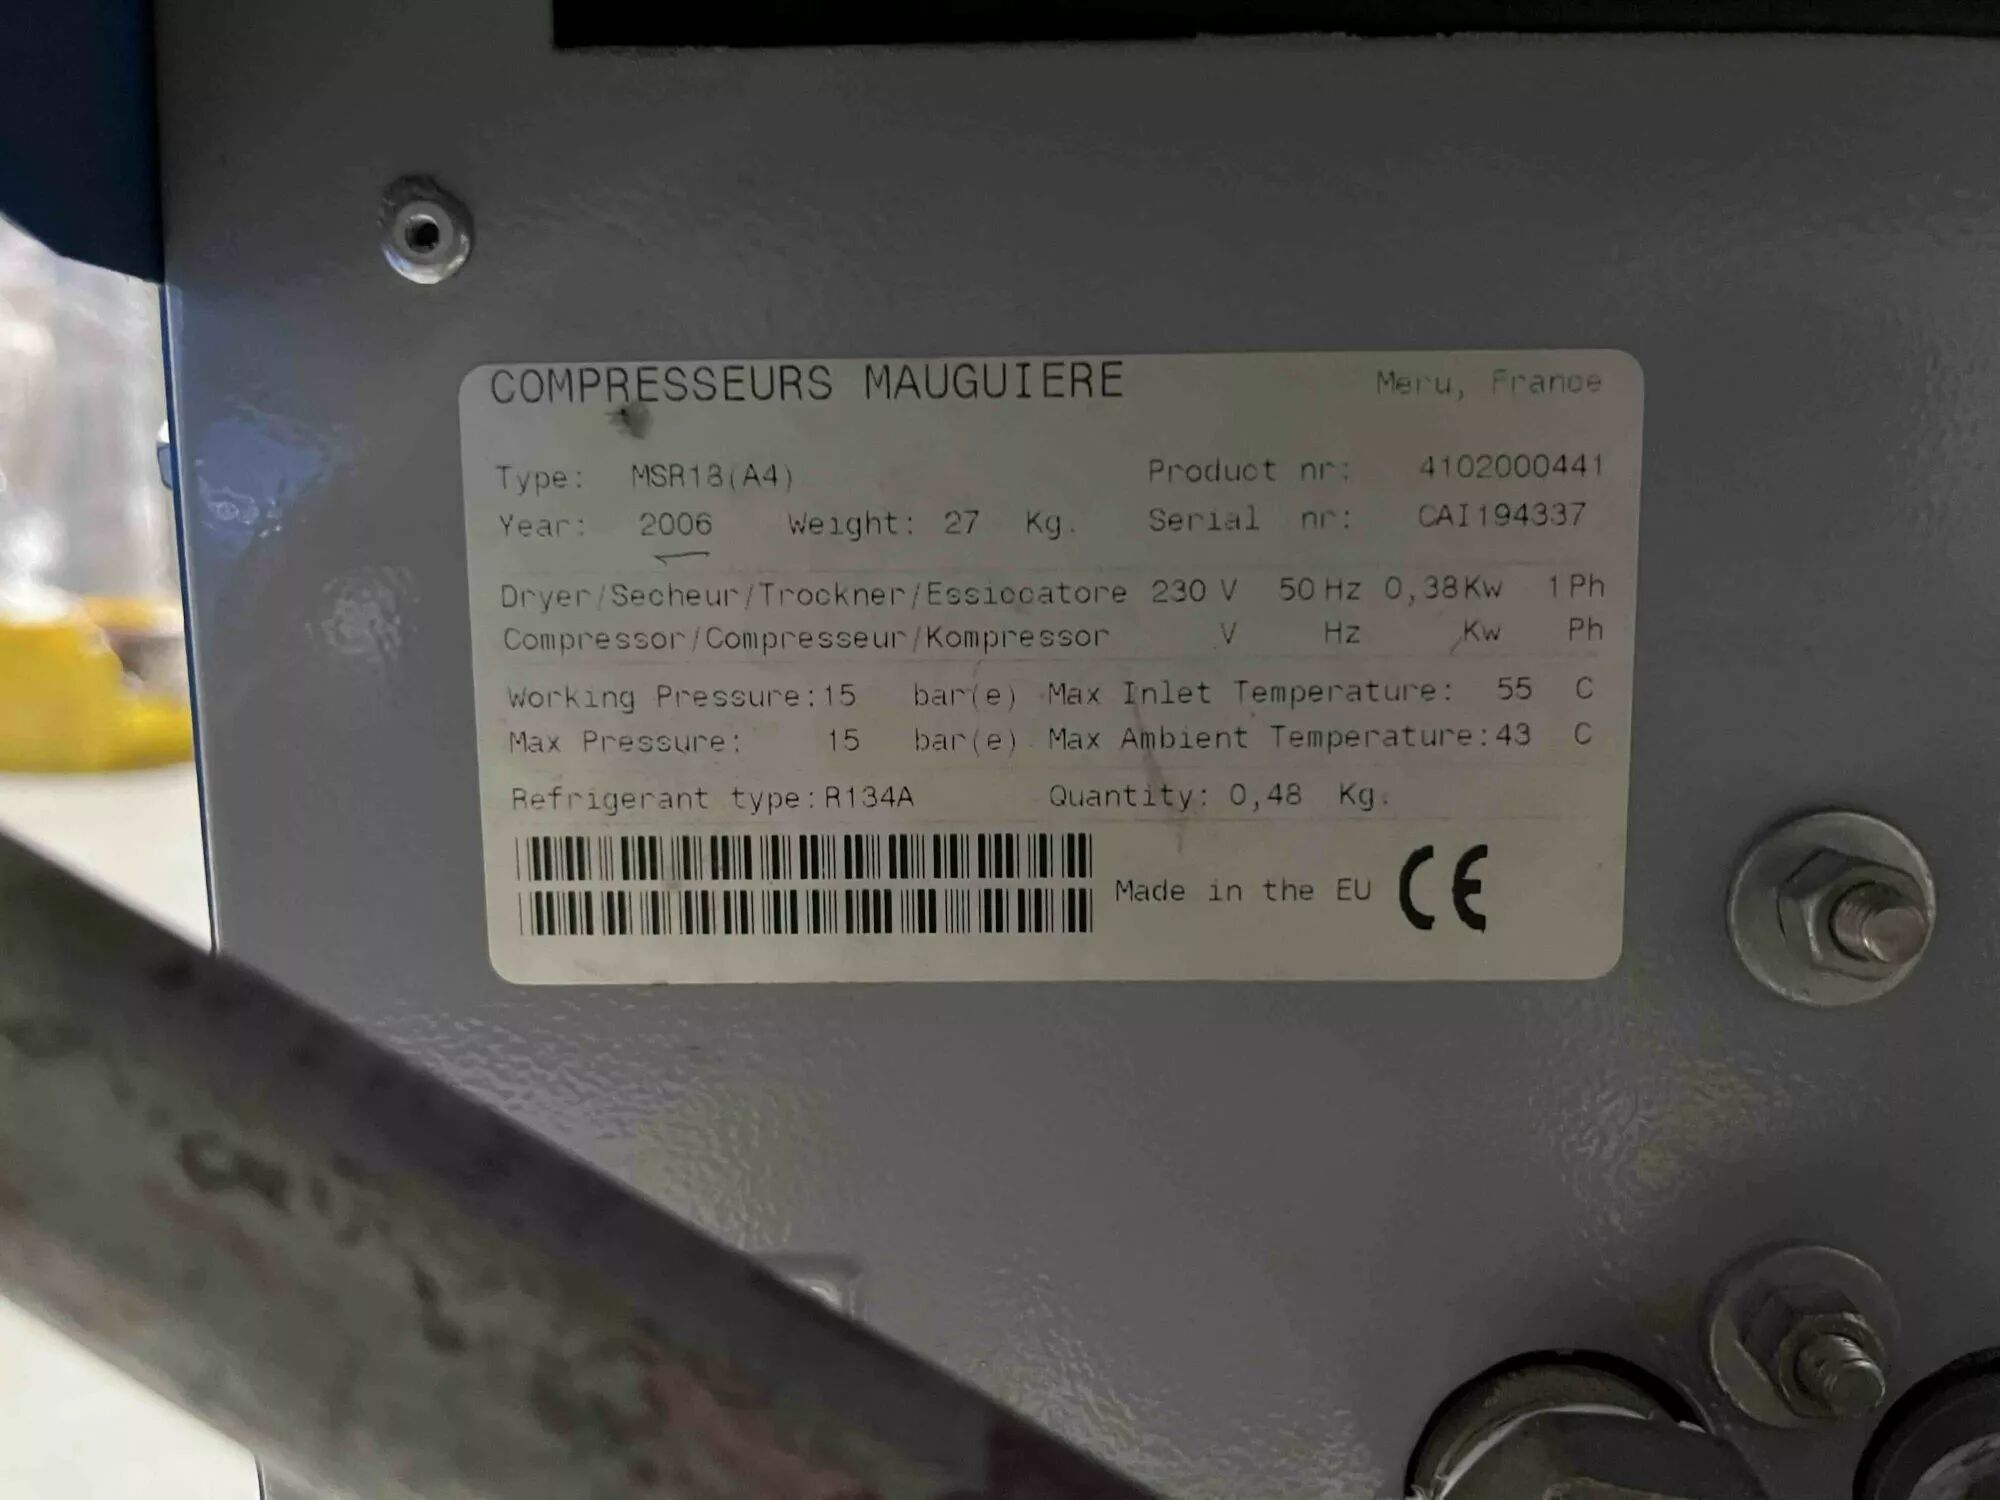 COMPRESSEURS MAUGUIERE Meru, France
Type: MSR18(A4) Product nr: 4102000441
Year: 2006 Weight: 27 Kg. Serial nr: CAI194337
Dryer/Secheur/Trockner/Essiccatore 230 V 50 Hz 0,38Kw 1 Ph
Compressor/Compresseur/Kompressor V Hz Kw Ph
Working Pressure:15 bar(e) Max Inlet Temperature: 55 C
Max Pressure: 15 bar(e) Max Ambient Temperature:43 C
Refrigerant type:R134A Quantity: 0,48 Kg.
Made in the EU CE